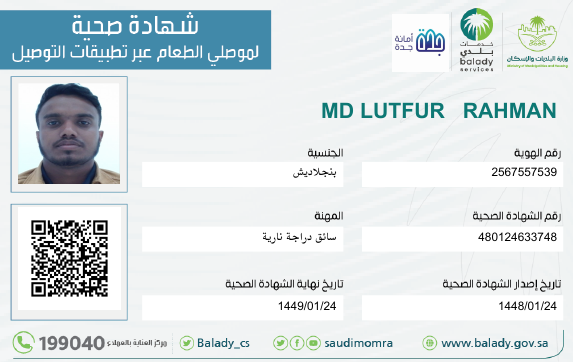 شهادة صحية
لموصلي الطعام عبر تطبيقات التوصيل
أمانة
جدة
خدمات
بلدي
balady
services
وزارة البلديات والإسكان
Ministry of Municipalities and Housing
MD LUTFUR RAHMAN
رقم الهوية
2567557539
الجنسية
بنجلاديش
رقم الشهادة الصحية
480124633748
المهنة
سائق دراجة نارية
تاريخ إصدار الشهادة الصحية
1448/01/24
تاريخ نهاية الشهادة الصحية
1449/01/24
199040 مركز العناية بالعملاء
Balady_cs
saudimomra
www.balady.gov.sa